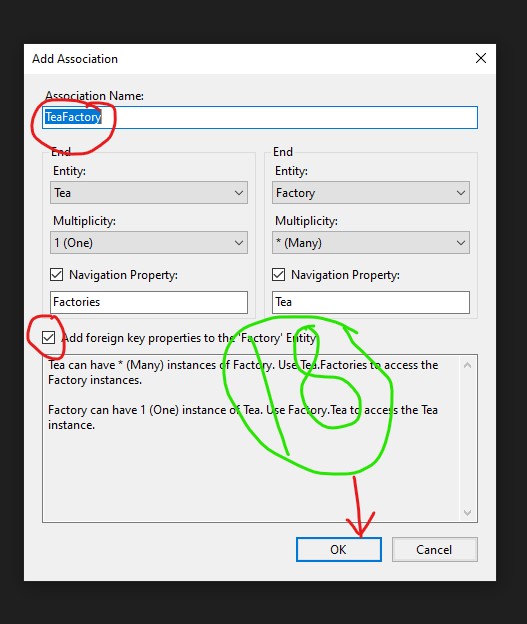 Add Association
Association Name:
TeaFactory
End
End
Entity:
Entity:
Tea
Factory
Multiplicity:
Multiplicity:
1 (One)
* (Many)
Navigation Property:
Navigation Property:
Factories
Tea
Add foreign key properties to the 'Factory' Entity
Tea can have * (Many) instances of Factory. Use Tea.Factories to access the
Factory instances.
Factory can have 1 (One) instance of Tea. Use Factory.Tea to access the Tea
instance.
18
OK
Cancel